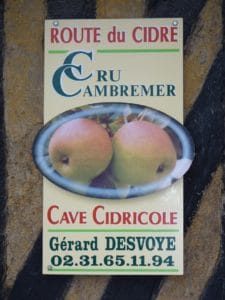 ROUTE du CIDRE
CRU
CAMBREMER
CAVE CIDRICOLE
Gérard DESVOYE
02.31.65.11.94